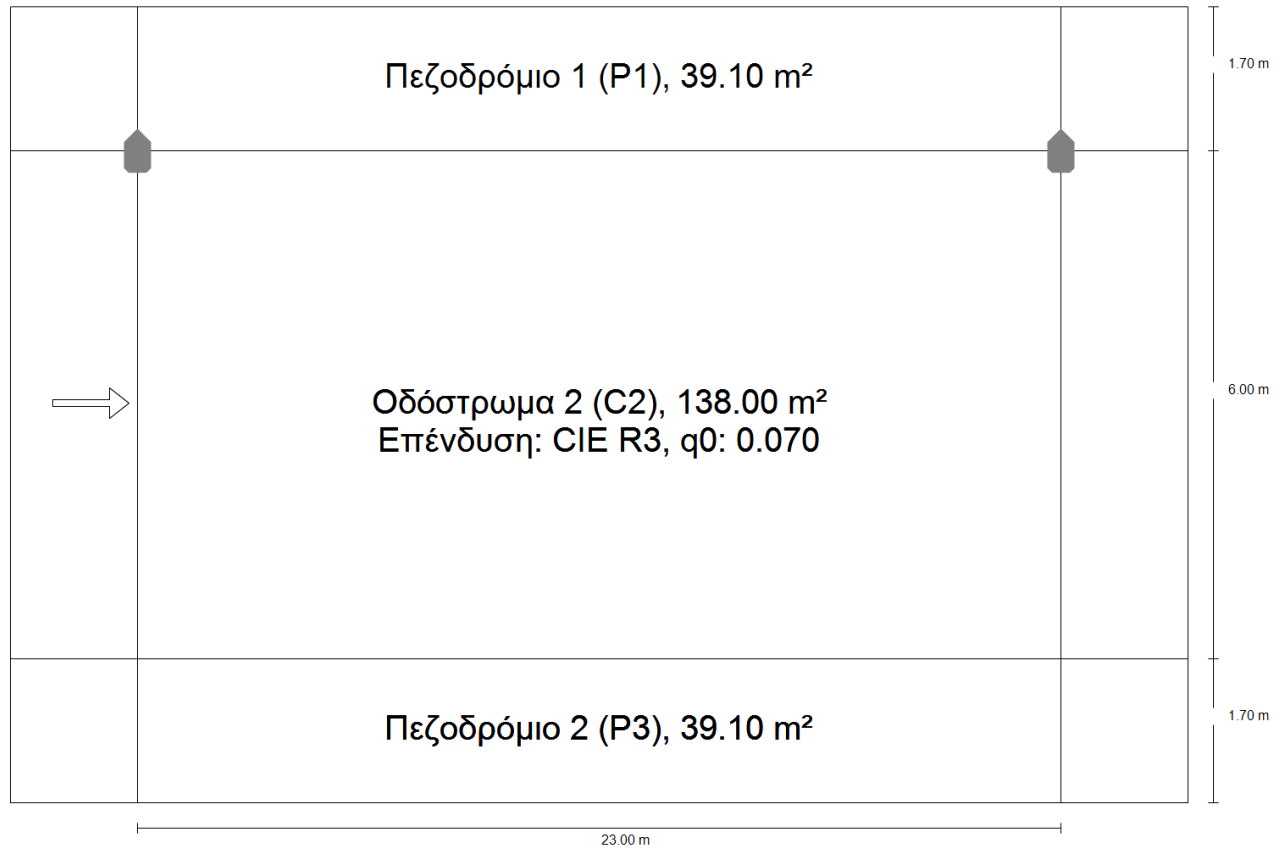 Πεζοδρόμιο 1 (P1), 39.10 m²
1.70 m
Οδόστρωμα 2 (C2), 138.00 m²
Επένδυση: CIE R3, q0: 0.070
6.00 m
Πεζοδρόμιο 2 (P3), 39.10 m²
1.70 m
23.00 m